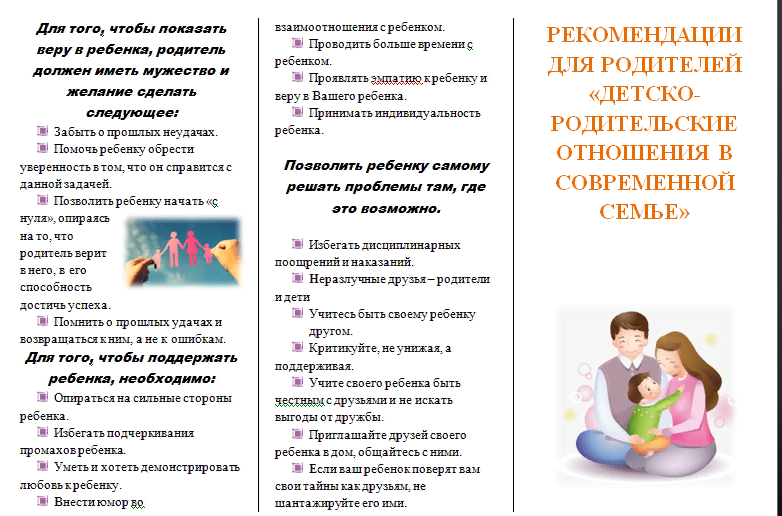 Для того, чтобы показать
веру в ребенка, родитель
должен иметь мужество и
желание сделать
следующее:
Забыть о прошлых неудачах.
Помочь ребенку обрести
уверенность в том, что он справится с
данной задачей.
Позволить ребенку начать «с
нуля», опираясь
на то, что
родитель верит
в него, в его
способность
достичь успеха.
Помнить о прошлых удачах и
возвращаться к ним, а не к ошибкам.
Для того, чтобы поддержать
ребенка, необходимо:
Опираться на сильные стороны
ребенка.
Избегать подчеркивания
промахов ребенка.
Уметь и хотеть демонстрировать
любовь к ребенку.
Внести юмор во
взаимоотношения с ребенком.
Проводить больше времени с
ребенком.
Проявлять эмпатию к ребенку и
веру в Вашего ребенка.
Принимать индивидуальность
ребенка.
Позволить ребенку самому
решать проблемы там, где
это возможно.
Избегать дисциплинарных
поощрений и наказаний.
Неразлучные друзья – родители
и дети
Учитесь быть своему ребенку
другом.
Критикуйте, не унижая, а
поддерживая.
Учите своего ребенка быть
честным с друзьями и не искать
выгоды от дружбы.
Приглашайте друзей своего
ребенка в дом, общайтесь с ними.
Если ваш ребенок поверят вам
свои тайны как друзьям, не
шантажируйте его ими.
РЕКОМЕНДАЦИИ
ДЛЯ РОДИТЕЛЕЙ
«ДЕТСКО-
РОДИТЕЛЬСКИЕ
ОТНОШЕНИЯ В
СОВРЕМЕННОЙ
СЕМЬЕ»